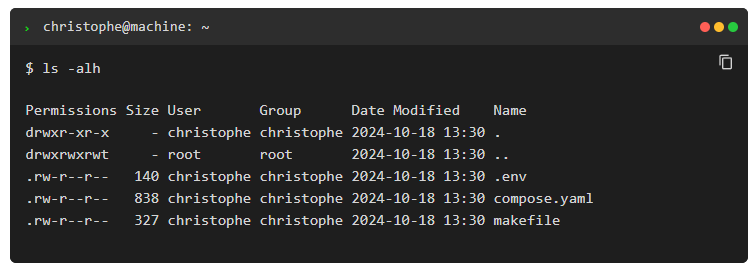 › christophe@machine: ~
$ ls -alh
Permissions Size User Group Date Modified Name
drwxr-xr-x - christophe christophe 2024-10-18 13:30 .
drwxrwxrwt - root root 2024-10-18 13:30 ..
.rw-r--r-- 140 christophe christophe 2024-10-18 13:30 .env
.rw-r--r-- 838 christophe christophe 2024-10-18 13:30 compose.yaml
.rw-r--r-- 327 christophe christophe 2024-10-18 13:30 makefile